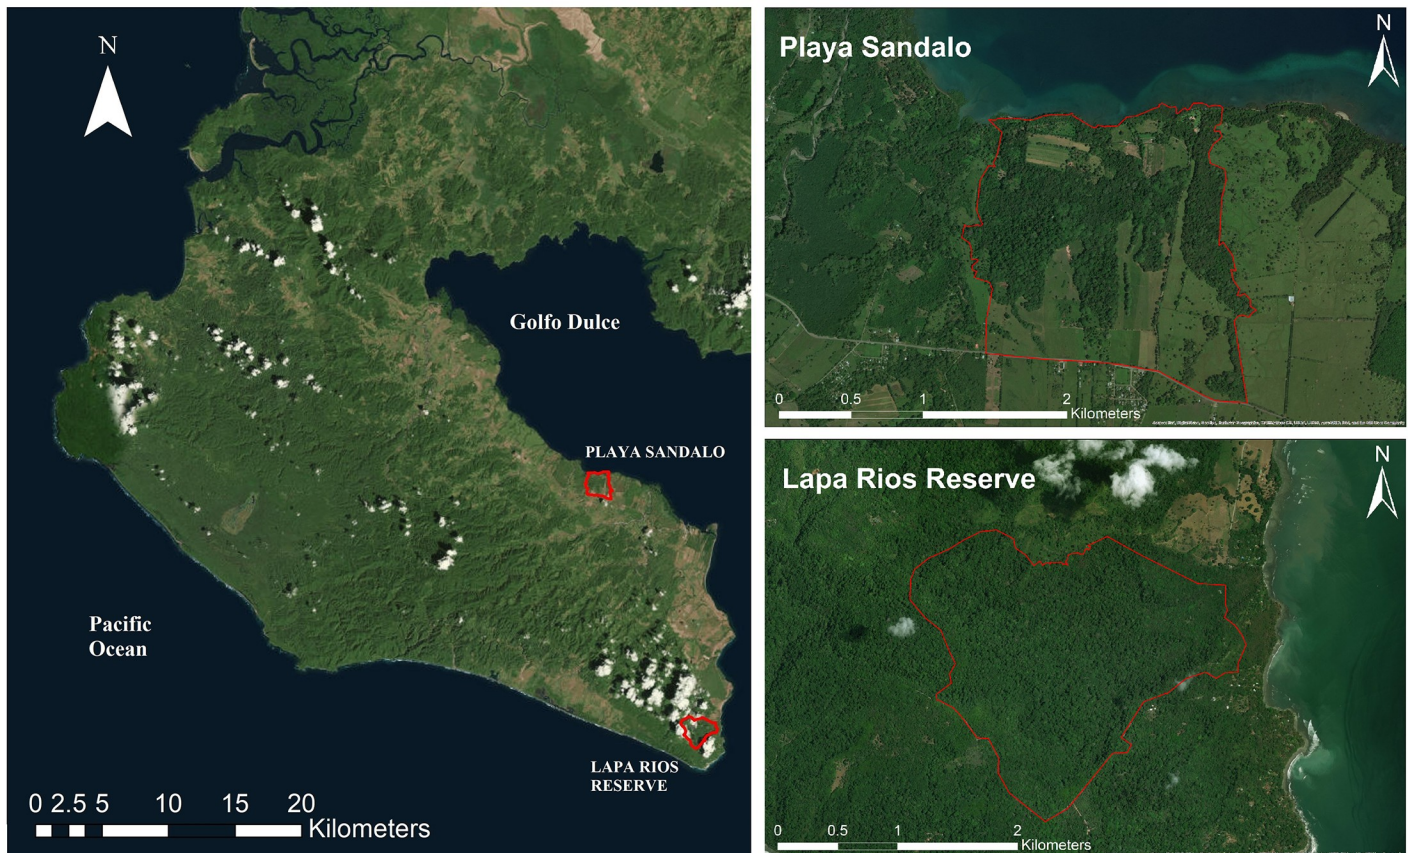 N
Golfo Dulce
PLAYA SANDALO
Pacific
Ocean
LAPA RIOS
RESERVE
0 2.5 5 10 15 20
Kilometers
Playa Sandalo
N
0 0.5 1 2
Kilometers
Lapa Rios Reserve
N
0 0.5 1 2
Kilometers